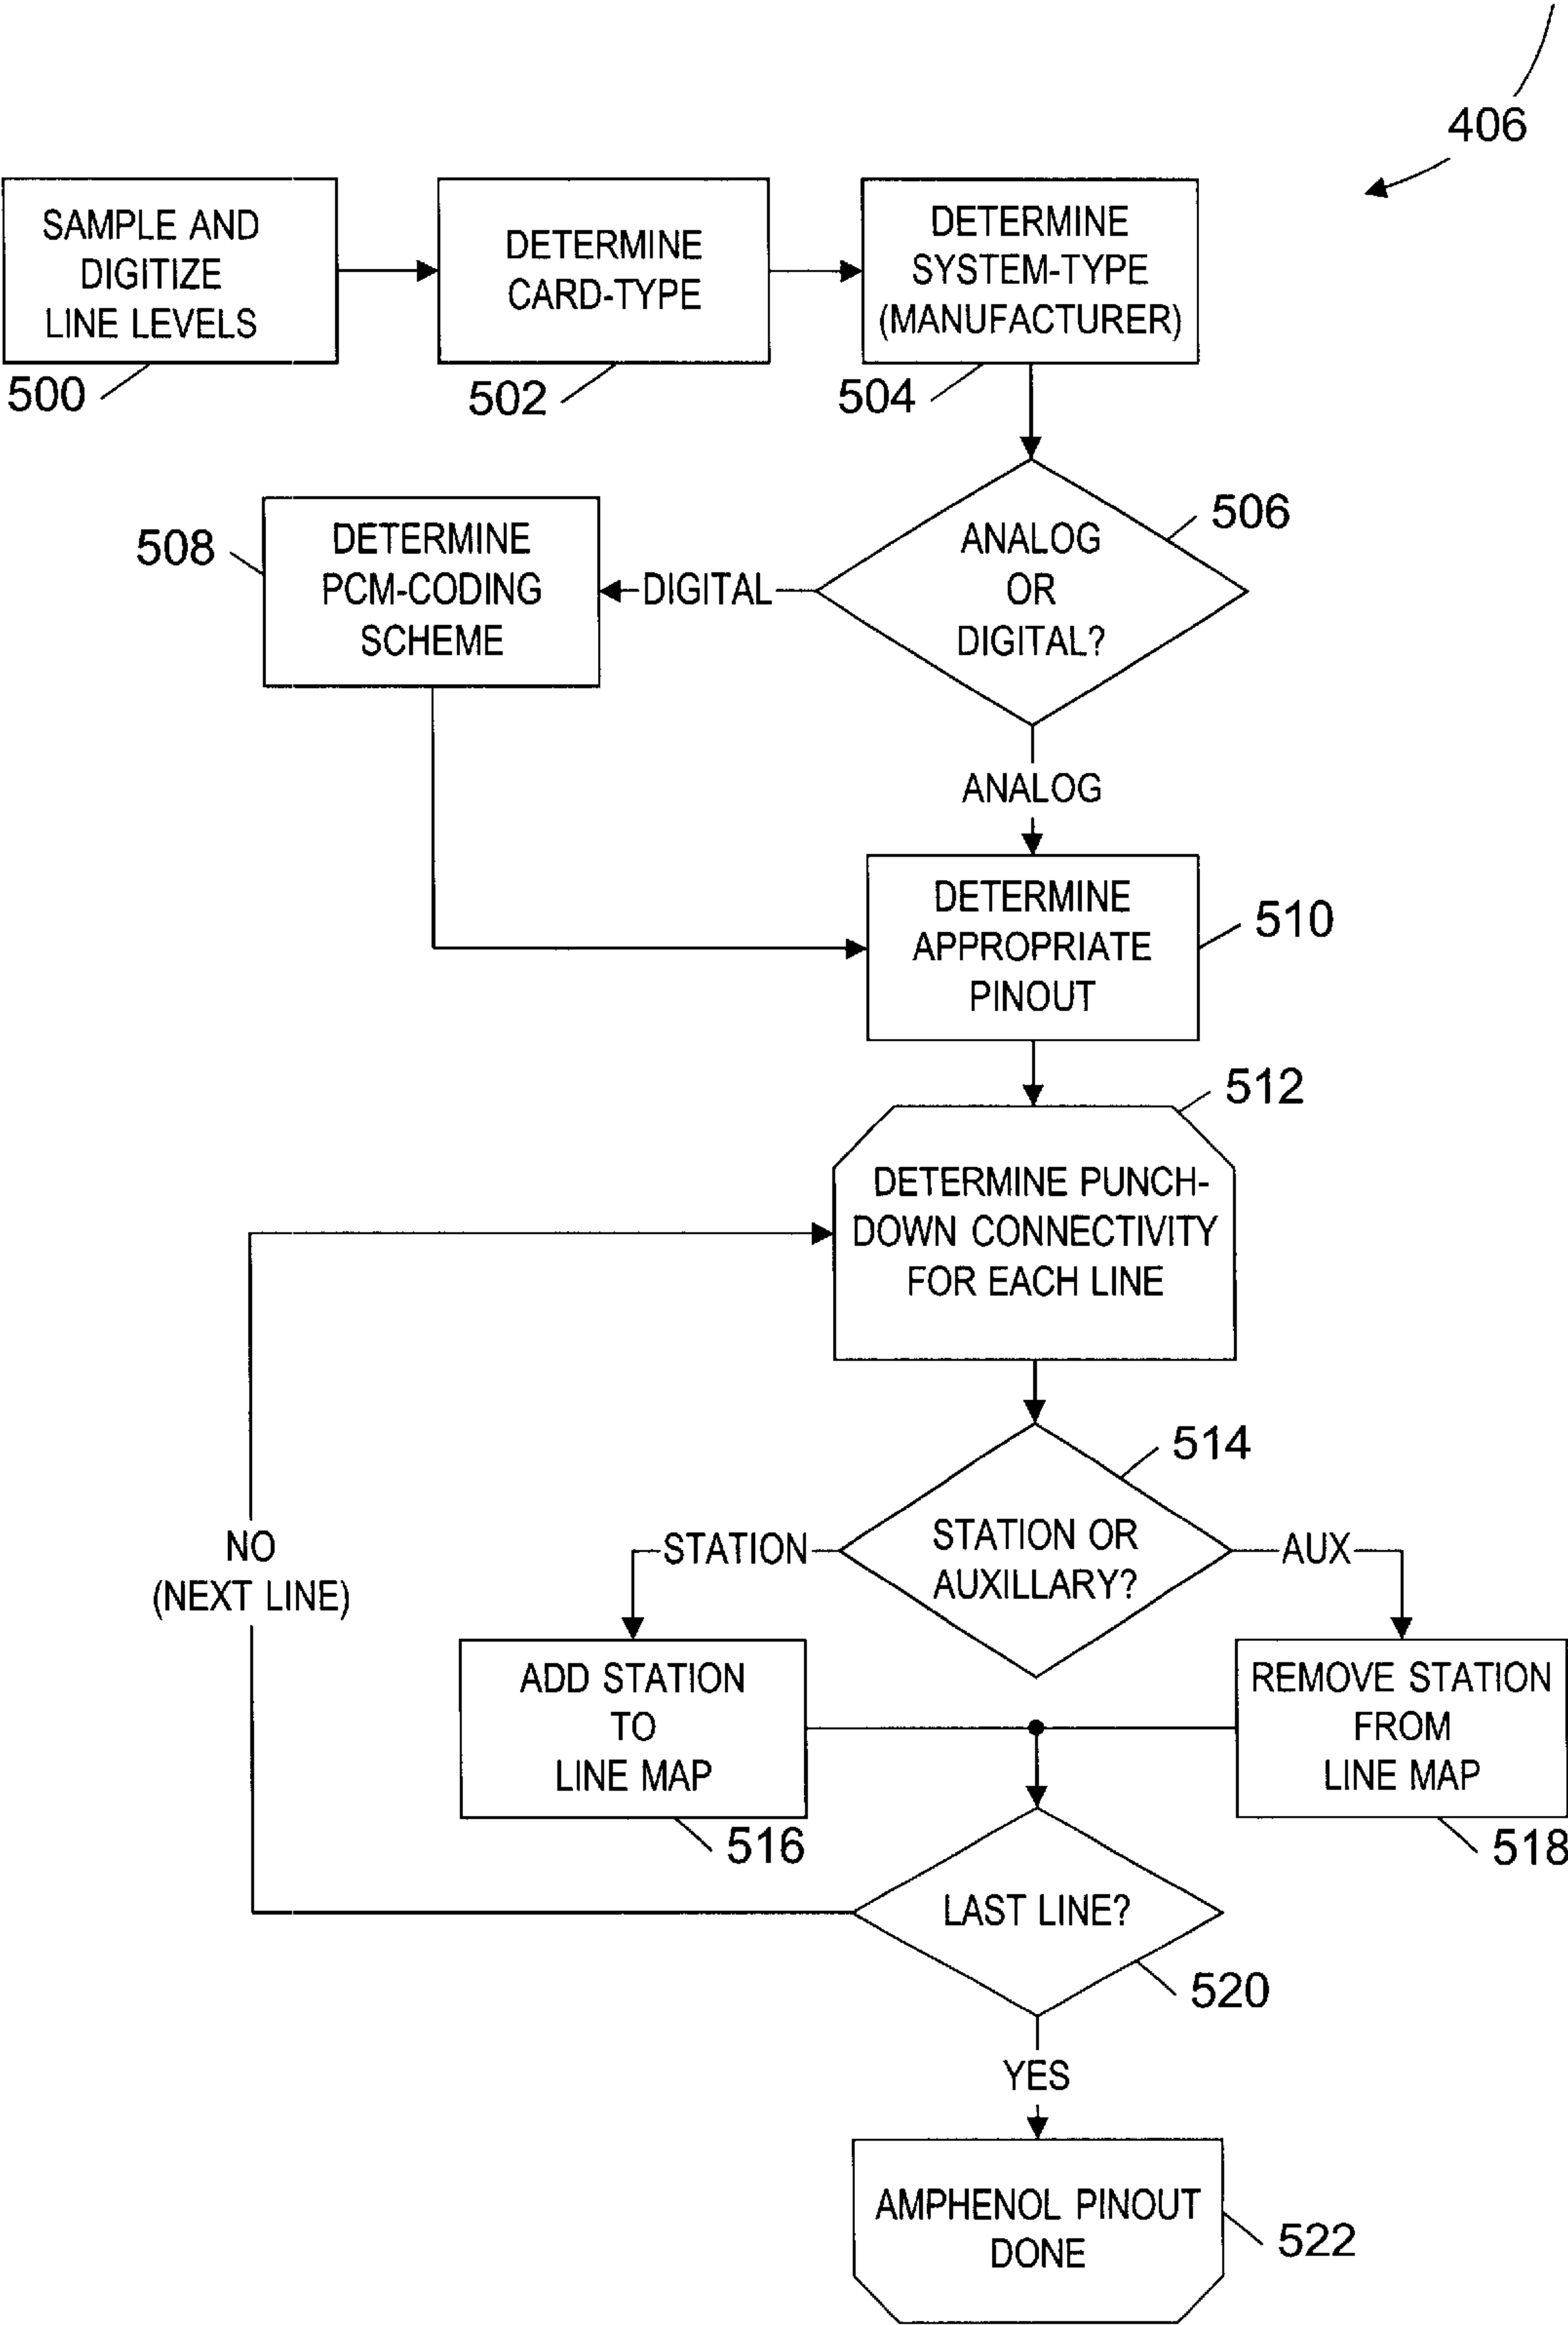 406
SAMPLE AND
DIGITIZE
LINE LEVELS
500
DETERMINE
CARD-TYPE
502
DETERMINE
SYSTEM-TYPE
(MANUFACTURER)
504
ANALOG
OR
DIGITAL?
506
DIGITAL
DETERMINE
PCM-CODING
SCHEME
508
ANALOG
DETERMINE
APPROPRIATE
PINOUT
510
DETERMINE PUNCH-
DOWN CONNECTIVITY
FOR EACH LINE
512
STATION OR
AUXILLARY?
514
STATION
AUX
NO
(NEXT LINE)
ADD STATION
TO
LINE MAP
516
REMOVE STATION
FROM
LINE MAP
518
LAST LINE?
520
YES
AMPHENOL PINOUT
DONE
522